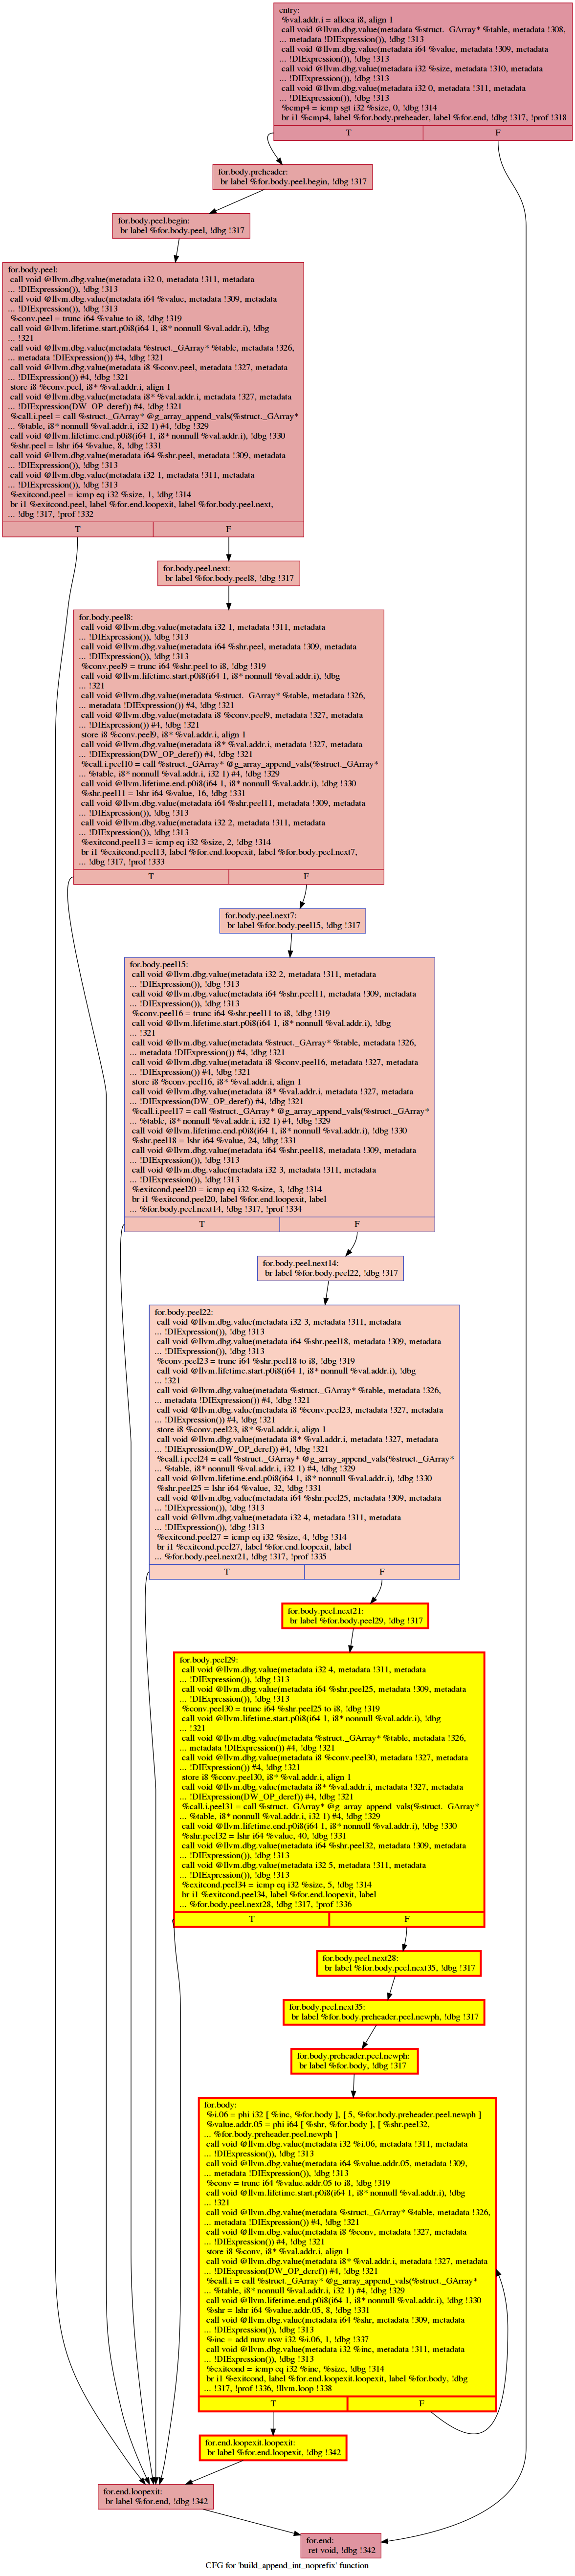 entry:
%val.addr.i = alloca i8, align 1
call void @llvm.dbg.value(metadata %struct._GArray* %table, metadata !308,
... metadata !DIExpression()), !dbg !313
call void @llvm.dbg.value(metadata i64 %value, metadata !309, metadata
... !DIExpression()), !dbg !313
call void @llvm.dbg.value(metadata i32 %size, metadata !310, metadata
... !DIExpression()), !dbg !313
call void @llvm.dbg.value(metadata i32 0, metadata !311, metadata
... !DIExpression()), !dbg !313
%cmp4 = icmp sgt i32 %size, 0, !dbg !314
br i1 %cmp4, label %for.body.preheader, label %for.end, !dbg !317, !prof !318
T F
for.body.preheader:
br label %for.body.peel.begin, !dbg !317
for.body.peel.begin:
br label %for.body.peel, !dbg !317
for.body.peel:
call void @llvm.dbg.value(metadata i32 0, metadata !311, metadata
... !DIExpression()), !dbg !313
call void @llvm.dbg.value(metadata i64 %value, metadata !309, metadata
... !DIExpression()), !dbg !313
%conv.peel = trunc i64 %value to i8, !dbg !319
call void @llvm.lifetime.start.p0i8(i64 1, i8* nonnull %val.addr.i), !dbg
... !321
call void @llvm.dbg.value(metadata %struct._GArray* %table, metadata !326,
... metadata !DIExpression()) #4, !dbg !321
call void @llvm.dbg.value(metadata i8 %conv.peel, metadata !327, metadata
... !DIExpression()) #4, !dbg !321
store i8 %conv.peel, i8* %val.addr.i, align 1
call void @llvm.dbg.value(metadata i8* %val.addr.i, metadata !327, metadata
... !DIExpression(DW_OP_deref)) #4, !dbg !321
%call.i.peel = call %struct._GArray* @g_array_append_vals(%struct._GArray*
... %table, i8* nonnull %val.addr.i, i32 1) #4, !dbg !329
call void @llvm.lifetime.end.p0i8(i64 1, i8* nonnull %val.addr.i), !dbg !330
%shr.peel = lshr i64 %value, 8, !dbg !331
call void @llvm.dbg.value(metadata i64 %shr.peel, metadata !309, metadata
... !DIExpression()), !dbg !313
call void @llvm.dbg.value(metadata i32 1, metadata !311, metadata
... !DIExpression()), !dbg !313
%exitcond.peel = icmp eq i32 %size, 1, !dbg !314
br i1 %exitcond.peel, label %for.end.loopexit, label %for.body.peel.next,
... !dbg !317, !prof !332
T F
for.body.peel.next:
br label %for.body.peel8, !dbg !317
for.body.peel8:
call void @llvm.dbg.value(metadata i32 1, metadata !311, metadata
... !DIExpression()), !dbg !313
call void @llvm.dbg.value(metadata i64 %shr.peel, metadata !309, metadata
... !DIExpression()), !dbg !313
%conv.peel9 = trunc i64 %shr.peel to i8, !dbg !319
call void @llvm.lifetime.start.p0i8(i64 1, i8* nonnull %val.addr.i), !dbg
... !321
call void @llvm.dbg.value(metadata %struct._GArray* %table, metadata !326,
... metadata !DIExpression()) #4, !dbg !321
call void @llvm.dbg.value(metadata i8 %conv.peel9, metadata !327, metadata
... !DIExpression()) #4, !dbg !321
store i8 %conv.peel9, i8* %val.addr.i, align 1
call void @llvm.dbg.value(metadata i8* %val.addr.i, metadata !327, metadata
... !DIExpression(DW_OP_deref)) #4, !dbg !321
%call.i.peel10 = call %struct._GArray* @g_array_append_vals(%struct._GArray*
... %table, i8* nonnull %val.addr.i, i32 1) #4, !dbg !329
call void @llvm.lifetime.end.p0i8(i64 1, i8* nonnull %val.addr.i), !dbg !330
%shr.peel11 = lshr i64 %value, 16, !dbg !331
call void @llvm.dbg.value(metadata i64 %shr.peel11, metadata !309, metadata
... !DIExpression()), !dbg !313
call void @llvm.dbg.value(metadata i32 2, metadata !311, metadata
... !DIExpression()), !dbg !313
%exitcond.peel13 = icmp eq i32 %size, 2, !dbg !314
br i1 %exitcond.peel13, label %for.end.loopexit, label %for.body.peel.next7,
... !dbg !317, !prof !333
T F
for.body.peel.next7:
br label %for.body.peel15, !dbg !317
for.body.peel15:
call void @llvm.dbg.value(metadata i32 2, metadata !311, metadata
... !DIExpression()), !dbg !313
call void @llvm.dbg.value(metadata i64 %shr.peel11, metadata !309, metadata
... !DIExpression()), !dbg !313
%conv.peel16 = trunc i64 %shr.peel11 to i8, !dbg !319
call void @llvm.lifetime.start.p0i8(i64 1, i8* nonnull %val.addr.i), !dbg
... !321
call void @llvm.dbg.value(metadata %struct._GArray* %table, metadata !326,
... metadata !DIExpression()) #4, !dbg !321
call void @llvm.dbg.value(metadata i8 %conv.peel16, metadata !327, metadata
... !DIExpression()) #4, !dbg !321
store i8 %conv.peel16, i8* %val.addr.i, align 1
call void @llvm.dbg.value(metadata i8* %val.addr.i, metadata !327, metadata
... !DIExpression(DW_OP_deref)) #4, !dbg !321
%call.i.peel17 = call %struct._GArray* @g_array_append_vals(%struct._GArray*
... %table, i8* nonnull %val.addr.i, i32 1) #4, !dbg !329
call void @llvm.lifetime.end.p0i8(i64 1, i8* nonnull %val.addr.i), !dbg !330
%shr.peel18 = lshr i64 %value, 24, !dbg !331
call void @llvm.dbg.value(metadata i64 %shr.peel18, metadata !309, metadata
... !DIExpression()), !dbg !313
call void @llvm.dbg.value(metadata i32 3, metadata !311, metadata
... !DIExpression()), !dbg !313
%exitcond.peel20 = icmp eq i32 %size, 3, !dbg !314
br i1 %exitcond.peel20, label %for.end.loopexit, label
... %for.body.peel.next14, !dbg !317, !prof !334
T F
for.body.peel.next14:
br label %for.body.peel22, !dbg !317
for.body.peel22:
call void @llvm.dbg.value(metadata i32 3, metadata !311, metadata
... !DIExpression()), !dbg !313
call void @llvm.dbg.value(metadata i64 %shr.peel18, metadata !309, metadata
... !DIExpression()), !dbg !313
%conv.peel23 = trunc i64 %shr.peel18 to i8, !dbg !319
call void @llvm.lifetime.start.p0i8(i64 1, i8* nonnull %val.addr.i), !dbg
... !321
call void @llvm.dbg.value(metadata %struct._GArray* %table, metadata !326,
... metadata !DIExpression()) #4, !dbg !321
call void @llvm.dbg.value(metadata i8 %conv.peel23, metadata !327, metadata
... !DIExpression()) #4, !dbg !321
store i8 %conv.peel23, i8* %val.addr.i, align 1
call void @llvm.dbg.value(metadata i8* %val.addr.i, metadata !327, metadata
... !DIExpression(DW_OP_deref)) #4, !dbg !321
%call.i.peel24 = call %struct._GArray* @g_array_append_vals(%struct._GArray*
... %table, i8* nonnull %val.addr.i, i32 1) #4, !dbg !329
call void @llvm.lifetime.end.p0i8(i64 1, i8* nonnull %val.addr.i), !dbg !330
%shr.peel25 = lshr i64 %value, 32, !dbg !331
call void @llvm.dbg.value(metadata i64 %shr.peel25, metadata !309, metadata
... !DIExpression()), !dbg !313
call void @llvm.dbg.value(metadata i32 4, metadata !311, metadata
... !DIExpression()), !dbg !313
%exitcond.peel27 = icmp eq i32 %size, 4, !dbg !314
br i1 %exitcond.peel27, label %for.end.loopexit, label
... %for.body.peel.next21, !dbg !317, !prof !335
T F
for.body.peel.next21:
br label %for.body.peel29, !dbg !317
for.body.peel29:
call void @llvm.dbg.value(metadata i32 4, metadata !311, metadata
... !DIExpression()), !dbg !313
call void @llvm.dbg.value(metadata i64 %shr.peel25, metadata !309, metadata
... !DIExpression()), !dbg !313
%conv.peel30 = trunc i64 %shr.peel25 to i8, !dbg !319
call void @llvm.lifetime.start.p0i8(i64 1, i8* nonnull %val.addr.i), !dbg
... !321
call void @llvm.dbg.value(metadata %struct._GArray* %table, metadata !326,
... metadata !DIExpression()) #4, !dbg !321
call void @llvm.dbg.value(metadata i8 %conv.peel30, metadata !327, metadata
... !DIExpression()) #4, !dbg !321
store i8 %conv.peel30, i8* %val.addr.i, align 1
call void @llvm.dbg.value(metadata i8* %val.addr.i, metadata !327, metadata
... !DIExpression(DW_OP_deref)) #4, !dbg !321
%call.i.peel31 = call %struct._GArray* @g_array_append_vals(%struct._GArray*
... %table, i8* nonnull %val.addr.i, i32 1) #4, !dbg !329
call void @llvm.lifetime.end.p0i8(i64 1, i8* nonnull %val.addr.i), !dbg !330
%shr.peel32 = lshr i64 %value, 40, !dbg !331
call void @llvm.dbg.value(metadata i64 %shr.peel32, metadata !309, metadata
... !DIExpression()), !dbg !313
call void @llvm.dbg.value(metadata i32 5, metadata !311, metadata
... !DIExpression()), !dbg !313
%exitcond.peel34 = icmp eq i32 %size, 5, !dbg !314
br i1 %exitcond.peel34, label %for.end.loopexit, label
... %for.body.peel.next28, !dbg !317, !prof !336
T F
for.body.peel.next28:
br label %for.body.peel.next35, !dbg !317
for.body.peel.next35:
br label %for.body.preheader.peel.newph, !dbg !317
for.body.preheader.peel.newph:
br label %for.body, !dbg !317
for.body:
%i.06 = phi i32 [ %inc, %for.body ], [ 5, %for.body.preheader.peel.newph ]
%value.addr.05 = phi i64 [ %shr, %for.body ], [ %shr.peel32,
... %for.body.preheader.peel.newph ]
call void @llvm.dbg.value(metadata i32 %i.06, metadata !311, metadata
... !DIExpression()), !dbg !313
call void @llvm.dbg.value(metadata i64 %value.addr.05, metadata !309,
... metadata !DIExpression()), !dbg !313
%conv = trunc i64 %value.addr.05 to i8, !dbg !319
call void @llvm.lifetime.start.p0i8(i64 1, i8* nonnull %val.addr.i), !dbg
... !321
call void @llvm.dbg.value(metadata %struct._GArray* %table, metadata !326,
... metadata !DIExpression()) #4, !dbg !321
call void @llvm.dbg.value(metadata i8 %conv, metadata !327, metadata
... !DIExpression()) #4, !dbg !321
store i8 %conv, i8* %val.addr.i, align 1
call void @llvm.dbg.value(metadata i8* %val.addr.i, metadata !327, metadata
... !DIExpression(DW_OP_deref)) #4, !dbg !321
%call.i = call %struct._GArray* @g_array_append_vals(%struct._GArray*
... %table, i8* nonnull %val.addr.i, i32 1) #4, !dbg !329
call void @llvm.lifetime.end.p0i8(i64 1, i8* nonnull %val.addr.i), !dbg !330
%shr = lshr i64 %value.addr.05, 8, !dbg !331
call void @llvm.dbg.value(metadata i64 %shr, metadata !309, metadata
... !DIExpression()), !dbg !313
%inc = add nuw nsw i32 %i.06, 1, !dbg !337
call void @llvm.dbg.value(metadata i32 %inc, metadata !311, metadata
... !DIExpression()), !dbg !313
%exitcond = icmp eq i32 %inc, %size, !dbg !314
br i1 %exitcond, label %for.end.loopexit.loopexit, label %for.body, !dbg
... !317, !prof !336, !llvm.loop !338
T F
for.end.loopexit.loopexit:
br label %for.end.loopexit, !dbg !342
for.end.loopexit:
br label %for.end, !dbg !342
for.end:
ret void, !dbg !342
CFG for 'build_append_int_noprefix' function